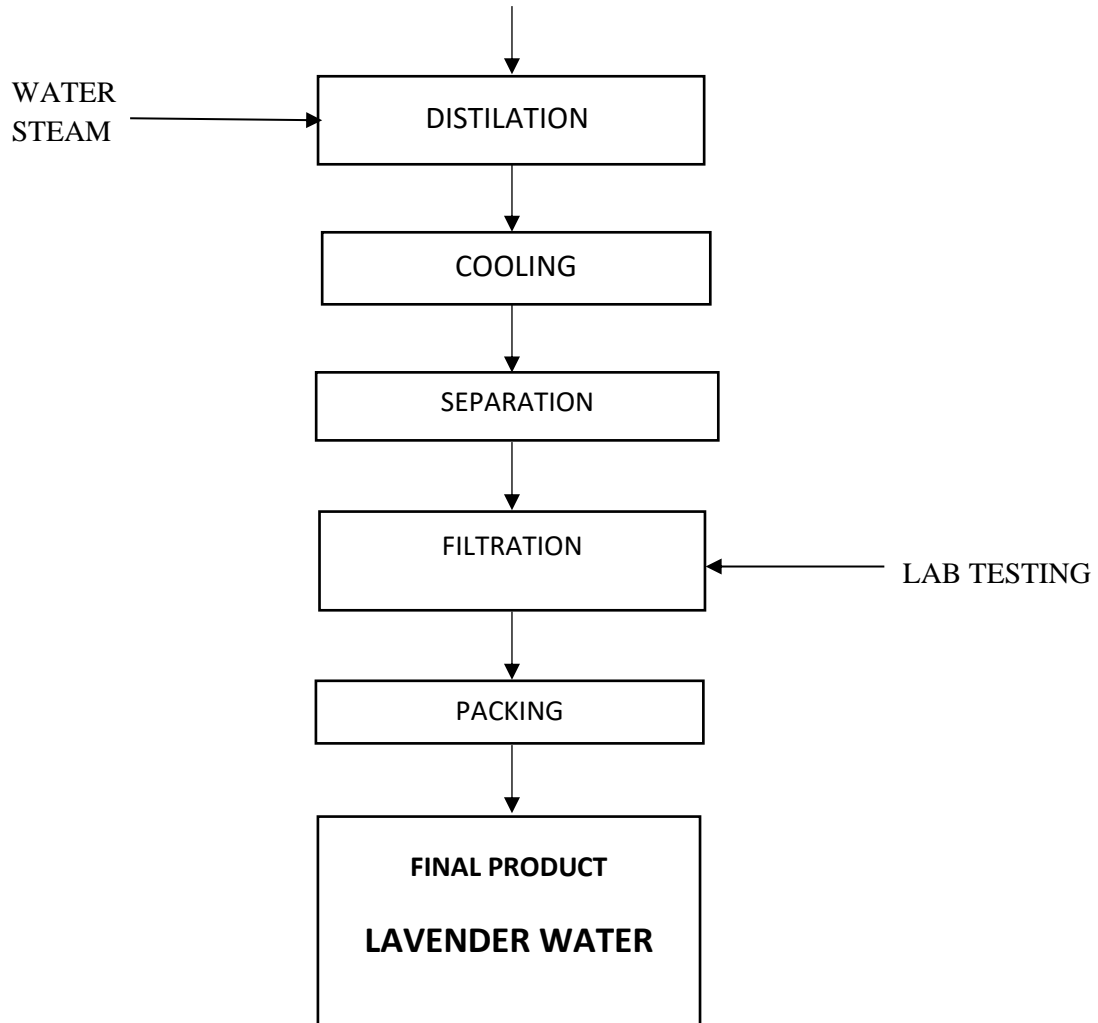 WATER
STEAM
DISTILATION
COOLING
SEPARATION
FILTRATION
LAB TESTING
PACKING
FINAL PRODUCT
LAVENDER WATER